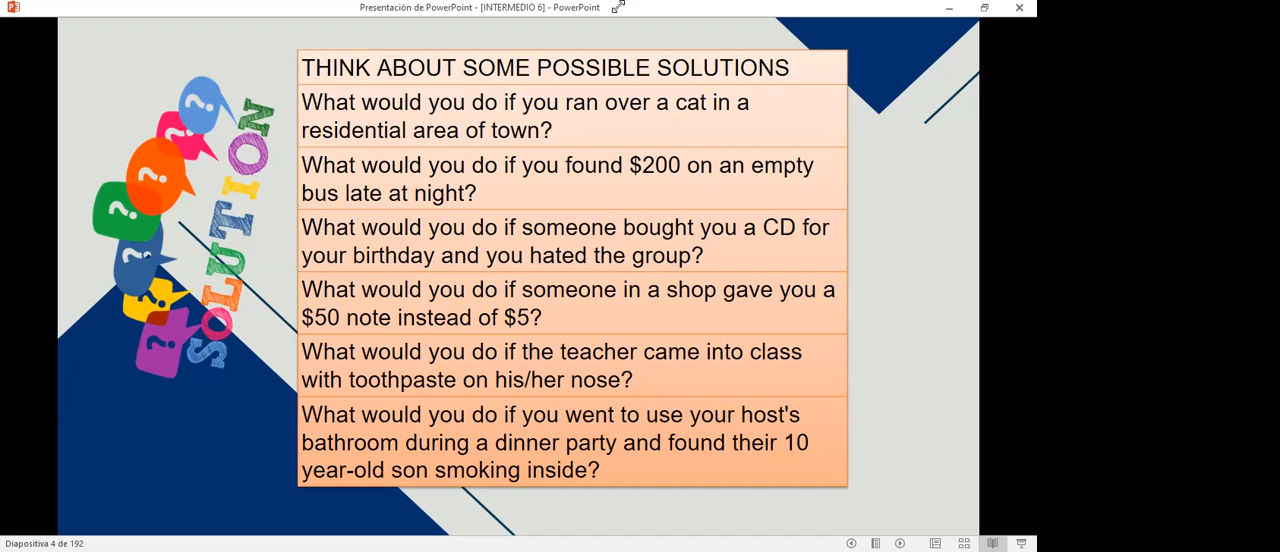 Presentación de PowerPoint - [INTERMEDIO 6] - PowerPoint
SOLUTION
THINK ABOUT SOME POSSIBLE SOLUTIONS
What would you do if you ran over a cat in a
residential area of town?
What would you do if you found $200 on an empty
bus late at night?
What would you do if someone bought you a CD for
your birthday and you hated the group?
What would you do if someone in a shop gave you a
$50 note instead of $5?
What would you do if the teacher came into class
with toothpaste on his/her nose?
What would you do if you went to use your host's
bathroom during a dinner party and found their 10
year-old son smoking inside?
Diapositiva 4 de 192